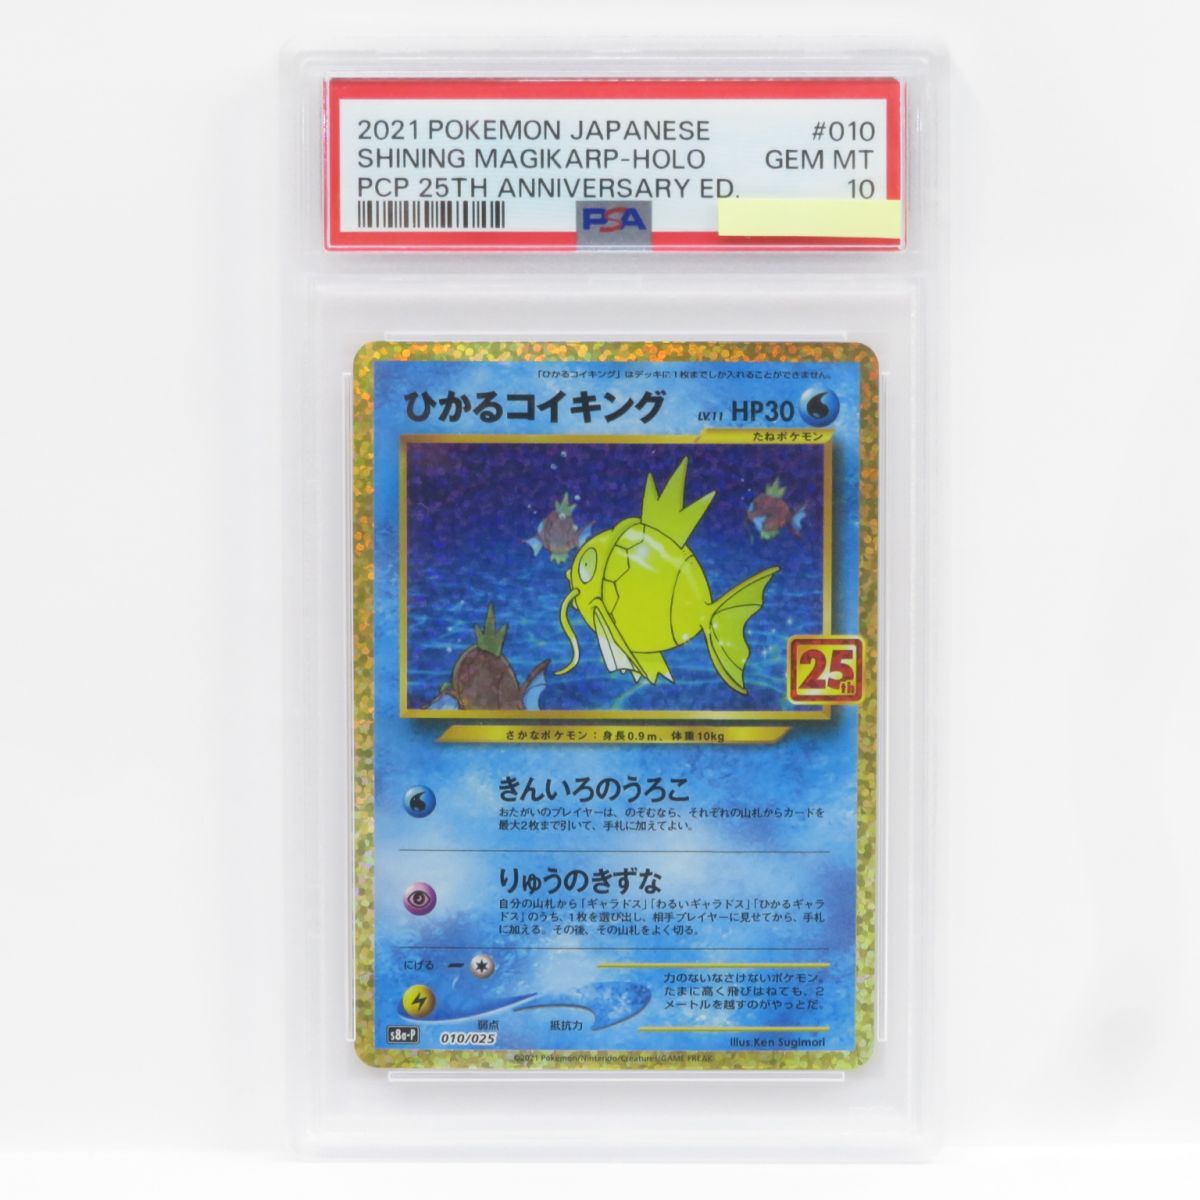 2021 POKEMON JAPANESE #010
SHINING MAGIKARP-HOLO GEM MT
PCP 25TH ANNIVERSARY ED. 10
PSA
「ひかるコイキング」はデッキに1枚までしか入れることができません。
ひかるコイキング LV.11 HP30
たねポケモン
25th
さかなポケモン：身長0.9m、体重10kg
きんいろのうろこ
おたがいのプレイヤーは、のぞむなら、それぞれの山札からカードを
最大2枚まで引いて、手札に加えてよい。
りゅうのきずな
自分の山札から「ギャラドス」「わるいギャラドス」「ひかるギャラ
ドス」のうち、1枚を選び出し、相手プレイヤーに見せてから、手札
に加える。その後、その山札をよく切る。
にげる
力のないなさけないポケモン。
たまに高く飛びはねても、2
メートルを越すのがやっとだ。
弱点 抵抗力
s8a-P 010/025
Illus.Ken Sugimori
©2021 Pokémon/Nintendo/Creatures/GAME FREAK